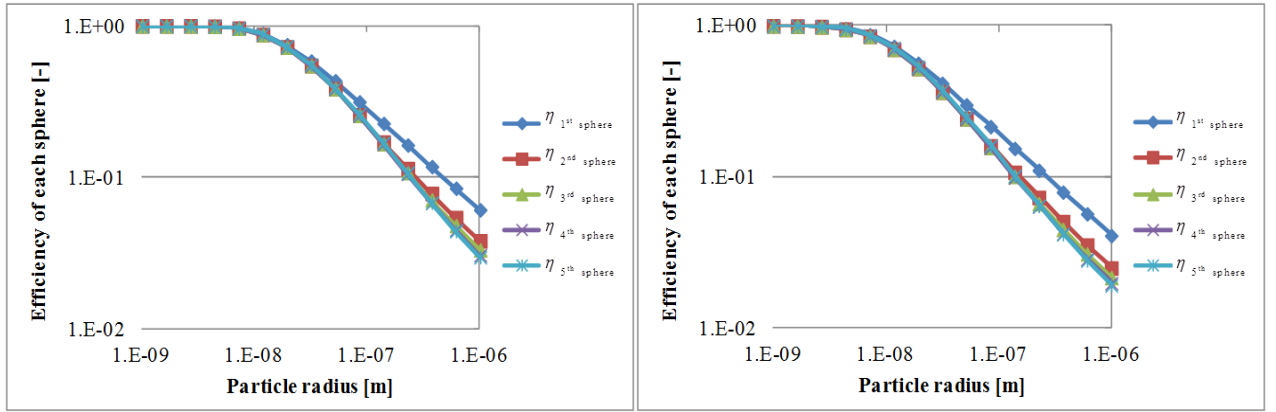 1.E+00
1.E-01
1.E-02
1.E-09 1.E-08 1.E-07 1.E-06
Efficiency of each sphere [-]
Particle radius [m]
η 1st sphere
η 2nd sphere
η 3rd sphere
η 4th sphere
η 5th sphere
1.E+00
1.E-01
1.E-02
1.E-09 1.E-08 1.E-07 1.E-06
Efficiency of each sphere [-]
Particle radius [m]
η 1st sphere
η 2nd sphere
η 3rd sphere
η 4th sphere
η 5th sphere